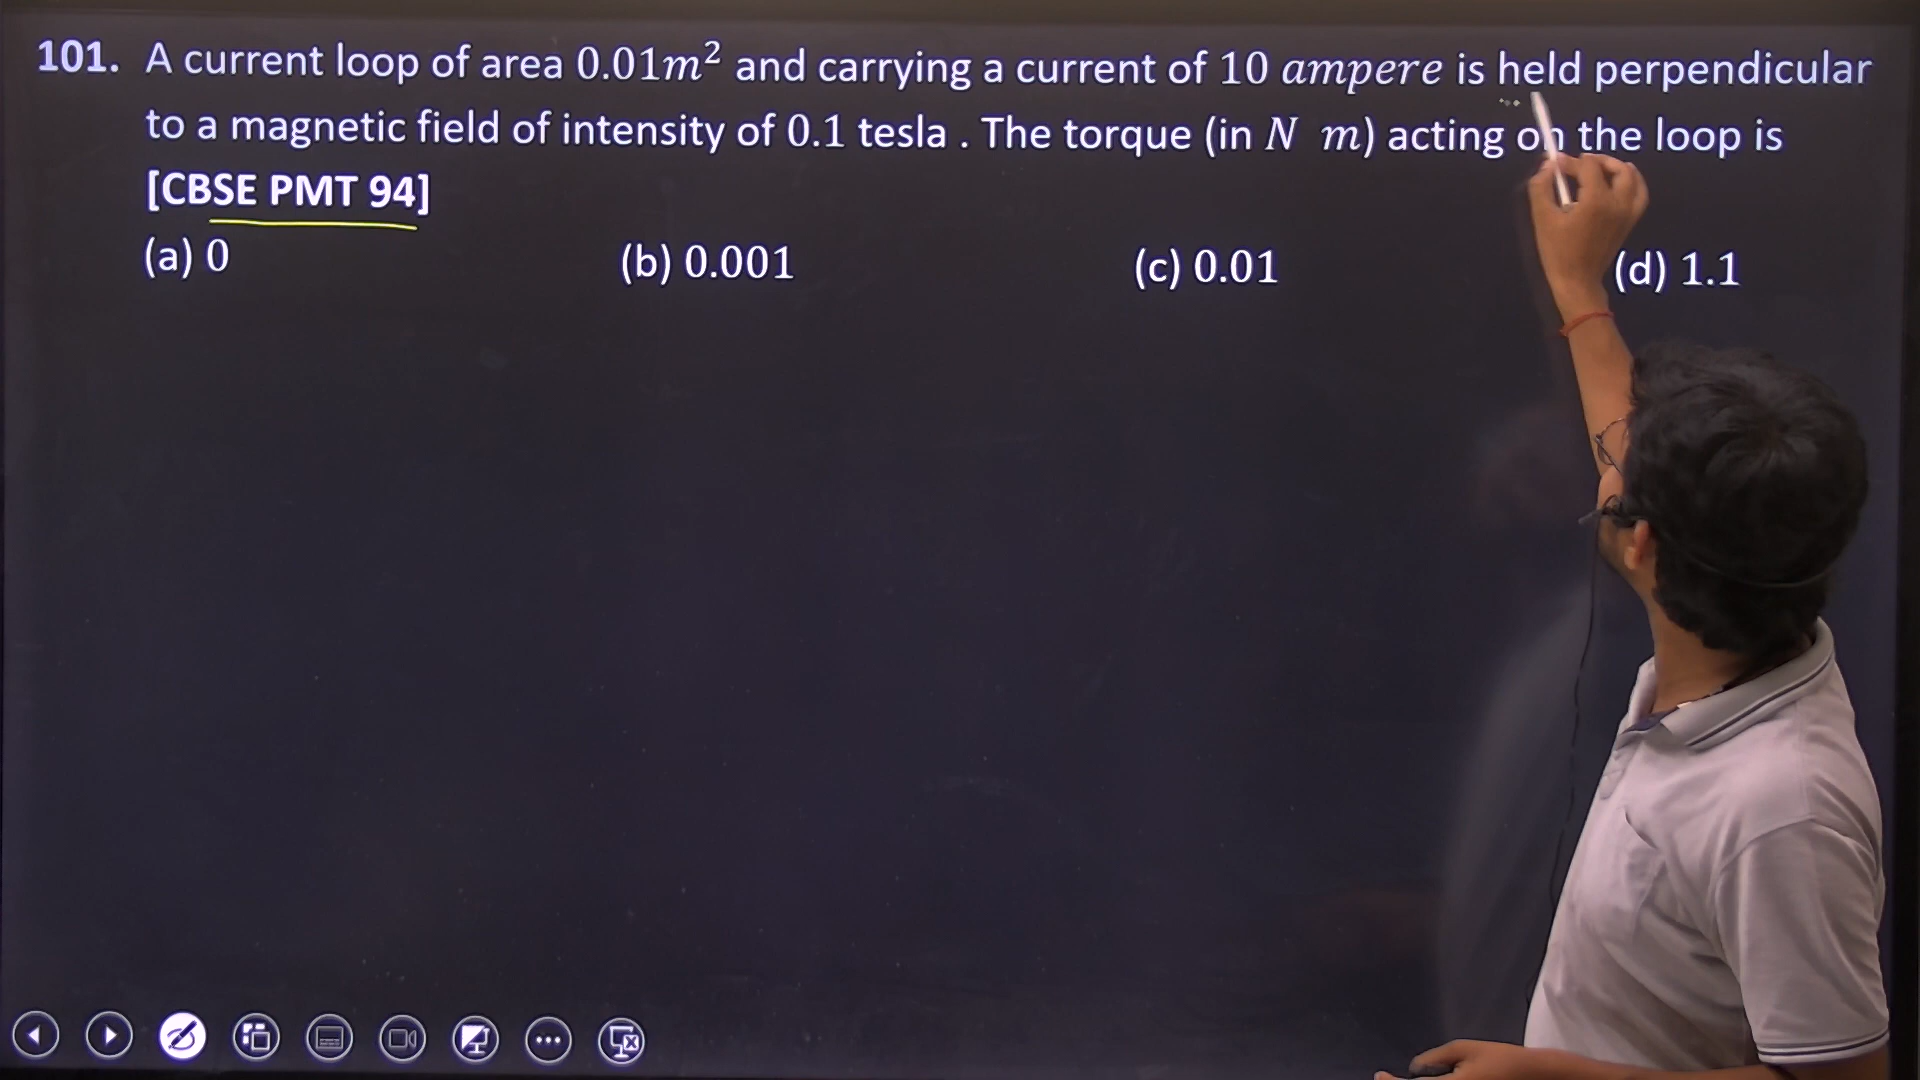 101. A current loop of area 0.01m² and carrying a current of 10 ampere is held perpendicular
to a magnetic field of intensity of 0.1 tesla . The torque (in N m) acting on the loop is
[CBSE PMT 94]
(a) 0 (b) 0.001 (c) 0.01 (d) 1.1